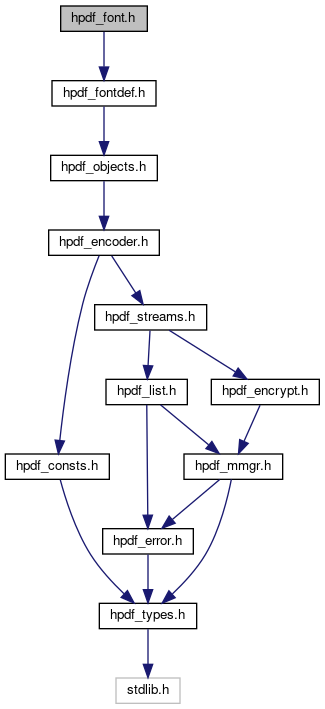 hpdf_font.h
hpdf_fontdef.h
hpdf_objects.h
hpdf_encoder.h
hpdf_streams.h
hpdf_list.h
hpdf_encrypt.h
hpdf_consts.h
hpdf_mmgr.h
hpdf_error.h
hpdf_types.h
stdlib.h